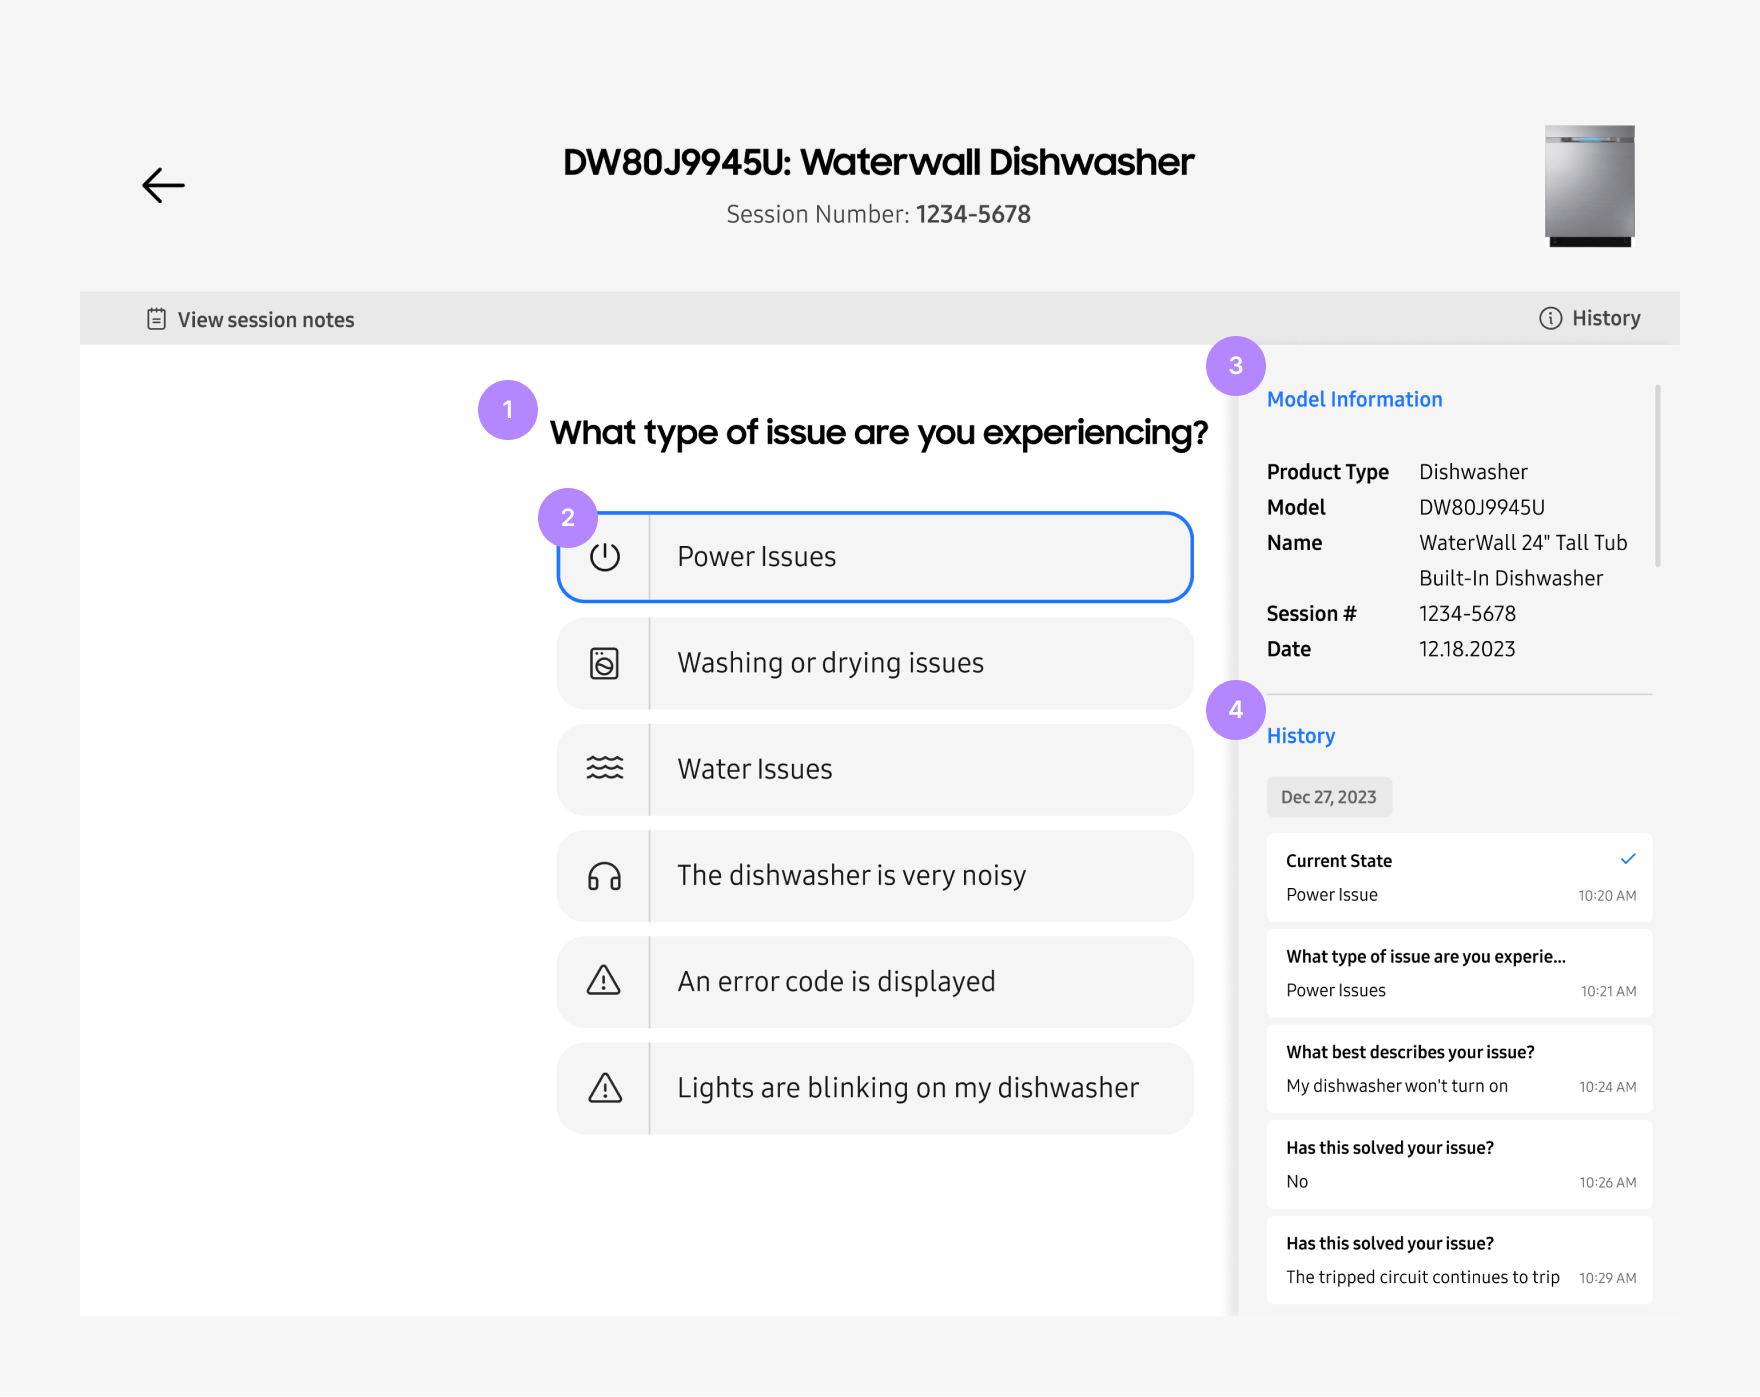 DW80J9945U: Waterwall Dishwasher
Session Number: 1234-5678
View session notes
History
1
What type of issue are you experiencing?
2
Power Issues
Washing or drying issues
Water Issues
The dishwasher is very noisy
An error code is displayed
Lights are blinking on my dishwasher
3
Model Information
Product Type Dishwasher
Model DW80J9945U
Name WaterWall 24" Tall Tub
Built-In Dishwasher
Session # 1234-5678
Date 12.18.2023
4
History
Dec 27, 2023
Current State
Power Issue 10:20 AM
What type of issue are you experie...
Power Issues 10:21 AM
What best describes your issue?
My dishwasher won't turn on 10:24 AM
Has this solved your issue?
No 10:26 AM
Has this solved your issue?
The tripped circuit continues to trip 10:29 AM